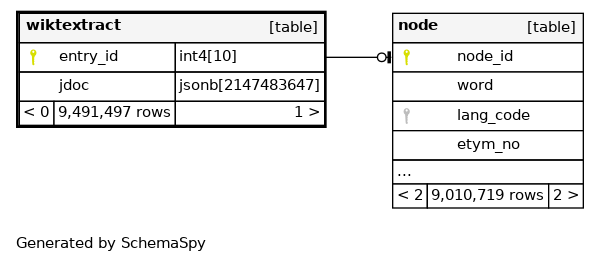 wiktextract [table]
entry_id int4[10]
jdoc jsonb[2147483647]
< 0 9,491,497 rows 1 >
node [table]
node_id
word
lang_code
etym_no
...
< 2 9,010,719 rows 2 >
Generated by SchemaSpy